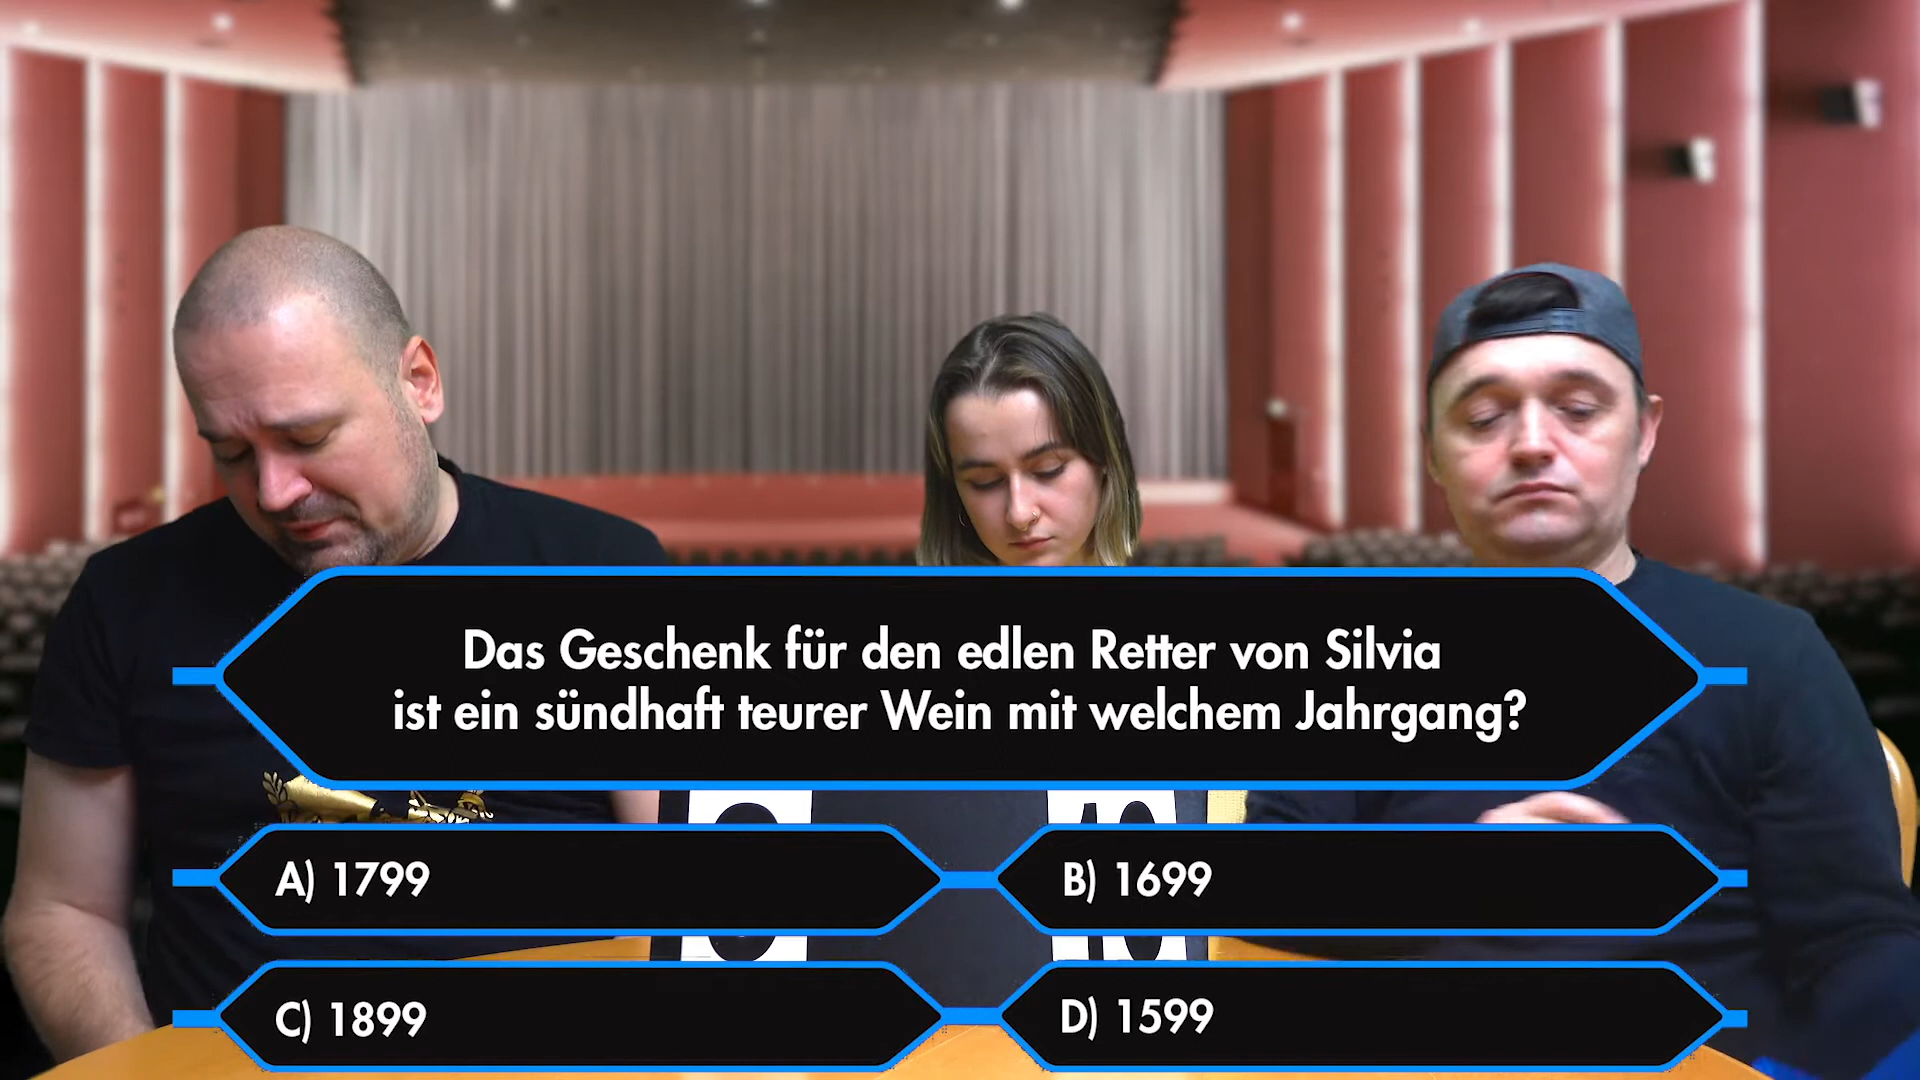 Das Geschenk für den edlen Retter von Silvia
ist ein sündhaft teurer Wein mit welchem Jahrgang?
A) 1799
B) 1699
C) 1899
D) 1599